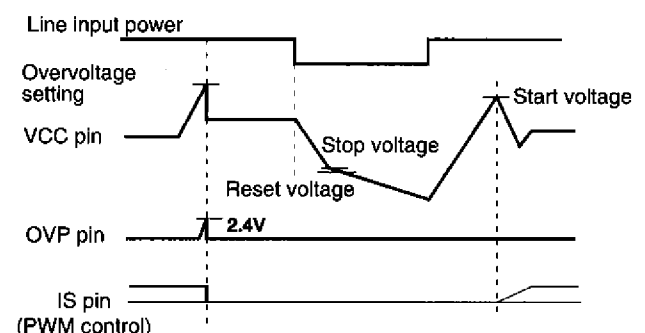 Line input power
Overvoltage
setting
Start voltage
VCC pin
Stop voltage
Reset voltage
OVP pin
2.4V
IS pin
(PWM control)